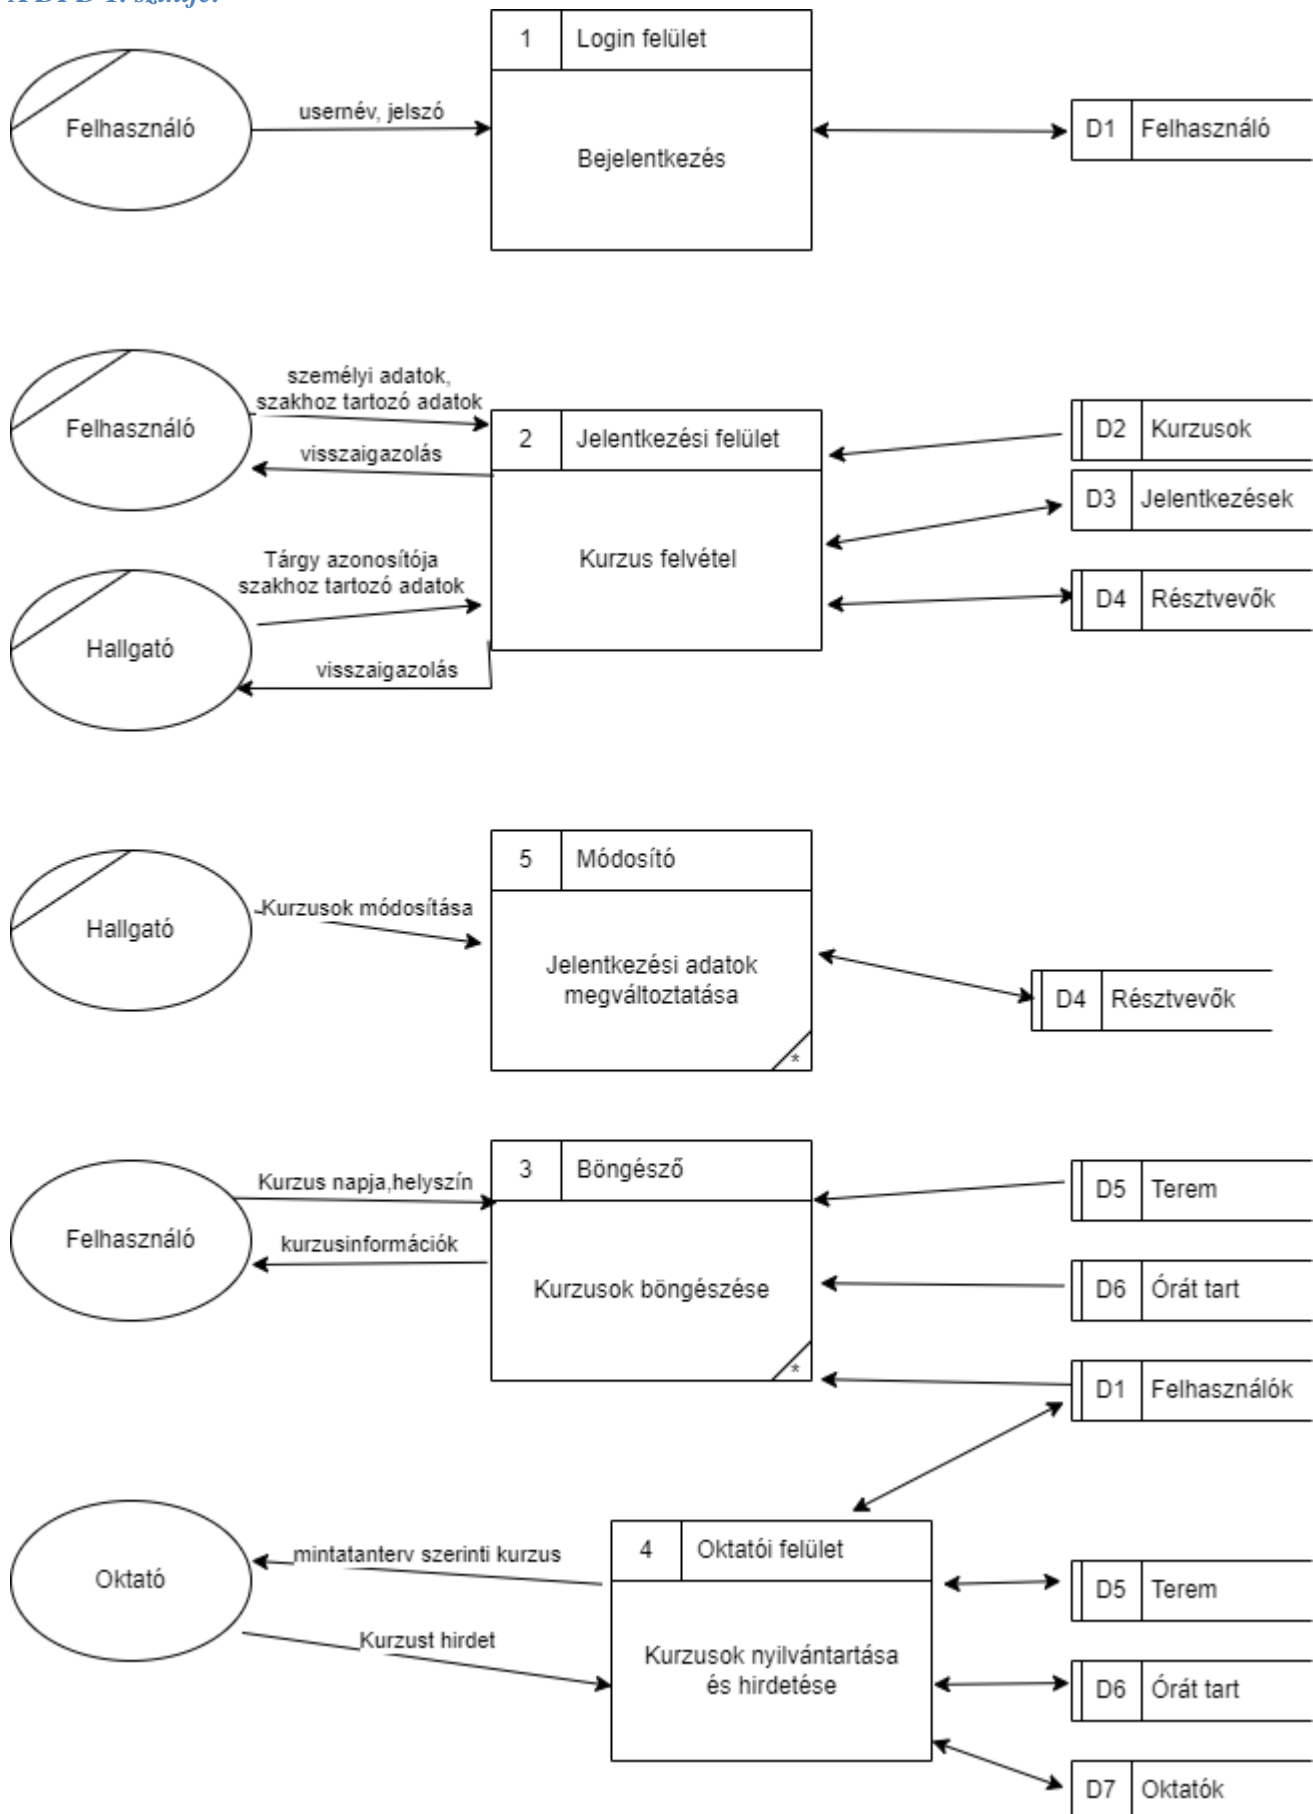 A DFD 1. szintje:
1 Login felület
Felhasználó
usernév, jelszó
Bejelentkezés
D1 Felhasználó
Felhasználó
személyi adatok,
szakhoz tartozó adatok
visszaigazolás
2 Jelentkezési felület
Kurzus felvétel
D2 Kurzusok
D3 Jelentkezések
D4 Résztvevők
Tárgy azonosítója
szakhoz tartozó adatok
Hallgató
visszaigazolás
5 Módosító
Hallgató
Kurzusok módosítása
Jelentkezési adatok
megváltoztatása
*
D4 Résztvevők
3 Böngésző
Felhasználó
Kurzus napja,helyszín
kurzusinformációk
Kurzusok böngészése
*
D5 Terem
D6 Órát tart
D1 Felhasználók
Oktató
mintatanterv szerinti kurzus
Kurzust hirdet
4 Oktatói felület
Kurzusok nyilvántartása
és hirdetése
D5 Terem
D6 Órát tart
D7 Oktatók